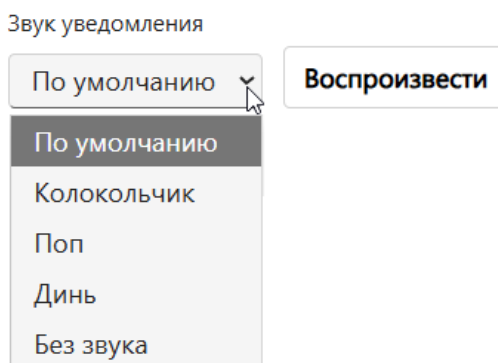 Звук уведомления
По умолчанию Воспроизвести
По умолчанию
Колокольчик
Поп
Динь
Без звука